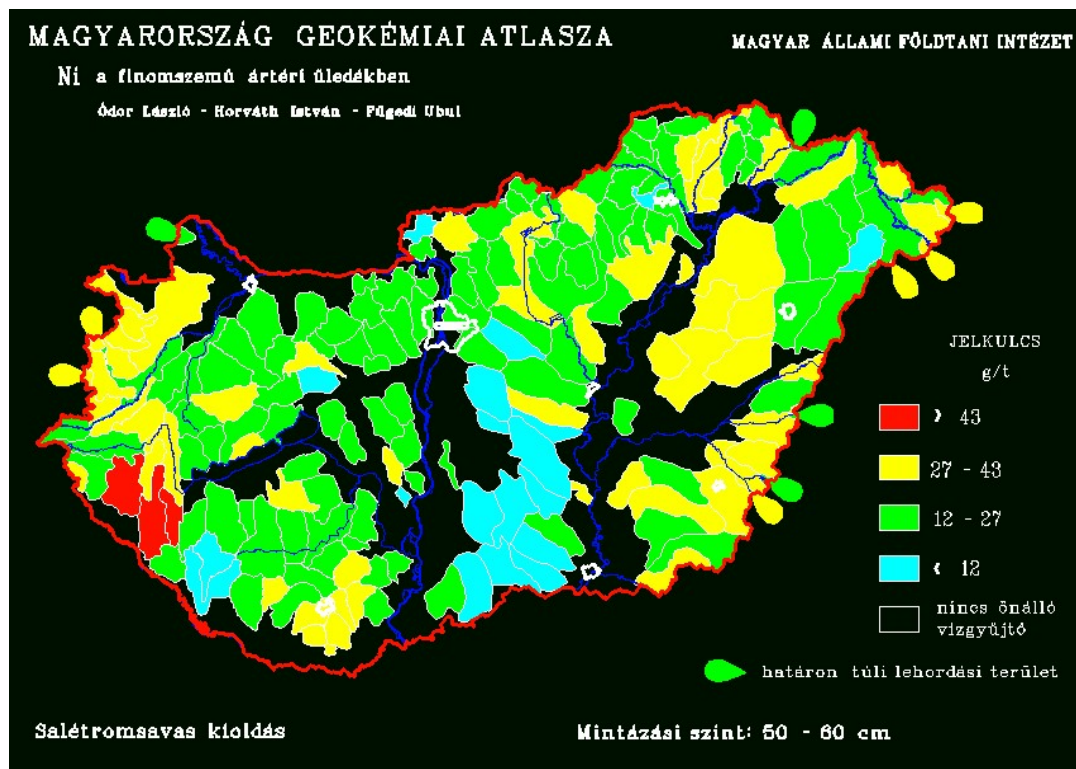 MAGYARORSZÁG GEOKÉMIAI ATLASZA
MAGYAR ÁLLAMI FÖLDTANI INTÉZET
Ni a finomszemű ártéri üledékben
Ódor László - Horváth István - Fügedi Ubul
JELKULCS
g/t
> 43
27 - 43
12 - 27
< 12
nincs önálló
vízgyűjtő
határon túli lehordási terület
Salétromsavas kioldás
Mintázási szint: 50 - 60 cm